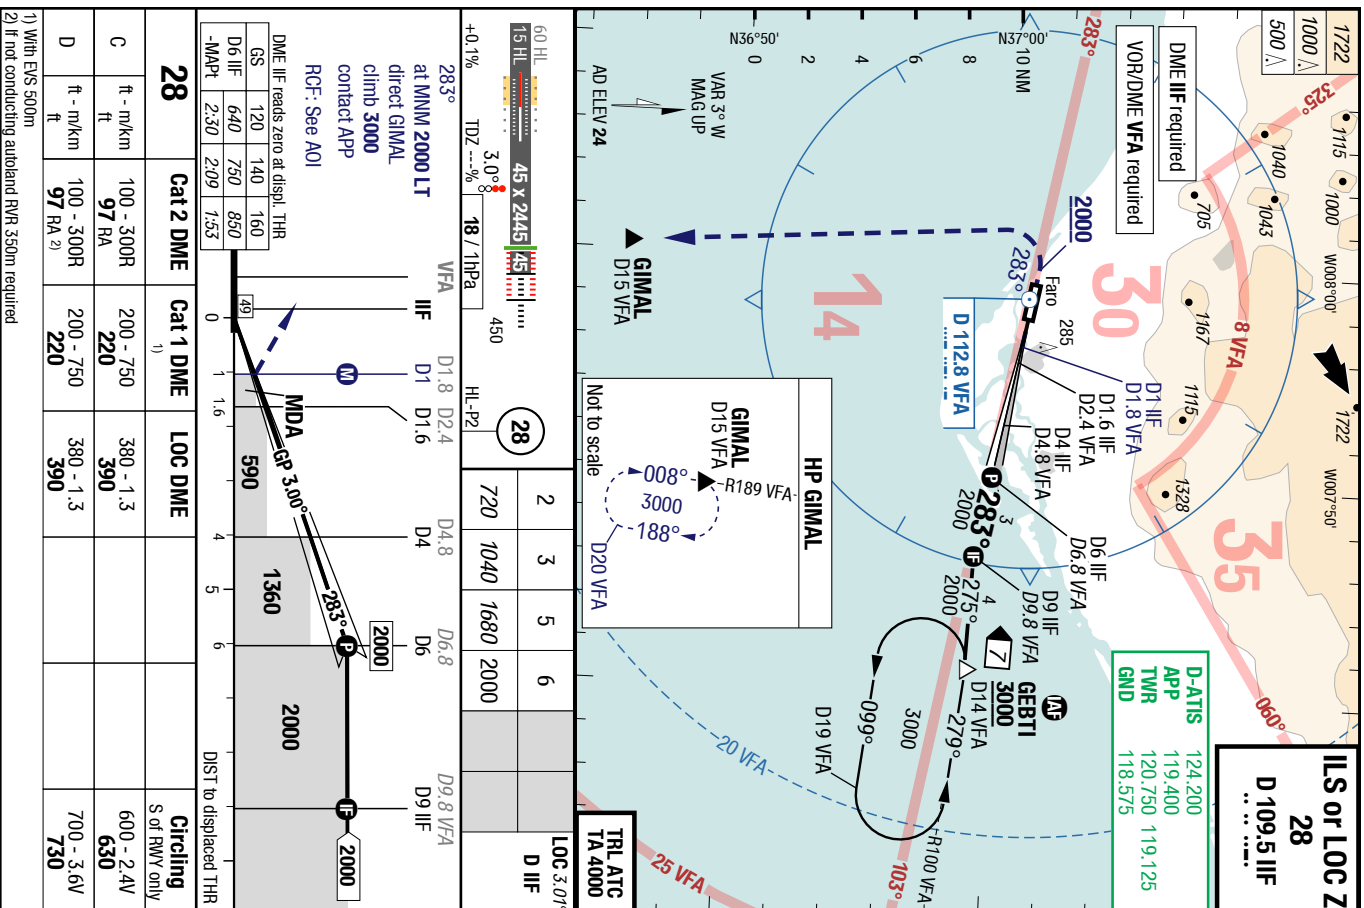 ILS or LOC Z
28
D 109.5 IIF
D-ATIS 124.200
APP 119.400
TWR 120.750 119.125
GND 118.575
TRL ATC
TA 4000
1722
1000
500
DME IIF required
VOR/DME VFA required
325°
1115
1000
1040
1043
705
W008°00'
1167
1115
1328
1722
W007°50'
8 VFA
060°
30
35
14
283°
10 NM
8
6
4
2
0
N37°00'
N36°50'
VAR 3° W
MAG UP
AD ELEV 24
2000
283°
Faro
285
D 112.8 VFA
D1 IIF
D1.8 VFA
D1.6 IIF
D2.4 VFA
D4 IIF
D4.8 VFA
D6 IIF
D6.8 VFA
D9 IIF
D9.8 VFA
P
283°
3
2000
IF
275°
4
2000
7
IAF
GEBTI
3000
D14 VFA
279°
3000
099°
D19 VFA
R100 VFA
103°
20 VFA
25 VFA
GIMAL
D15 VFA
HP GIMAL
GIMAL
D15 VFA
R189 VFA
008°
3000
188°
D20 VFA
Not to scale
60 HL
15 HL
45 x 2445
45
450
+0.1%
TDZ ---%
3.0°
18 / 1hPa
HL-P2
28
2 3 5 6
720 1040 1680 2000
LOC 3.01°
D IIF
283°
at MNM 2000 LT
direct GIMAL
climb 3000
contact APP
RCF: See AOI
DME IIF reads zero at displ. THR
GS 120 140 160
D6 IIF 640 750 850
-MAPt 2:30 2:09 1:53
VFA
IIF
D1.8
D1
D2.4
D1.6
D4.8
D4
D6.8
D6
D9.8 VFA
D9 IIF
M
MDA
GP 3.00°
283°
P
2000
IF
2000
49
590
1360
2000
0 1 1.6 4 5 6
DIST to displaced THR
28 Cat 2 DME Cat 1 DME 1) LOC DME Circling
S of RWY only
C ft - m/km 100 - 300R 200 - 750 380 - 1.3 600 - 2.4V
ft 97 RA 220 390 630
D ft - m/km 100 - 300R 200 - 750 380 - 1.3 700 - 3.6V
ft 97 RA 2) 220 390 730
1) With EVS 500m
2) If not conducting autoland RVR 350m required